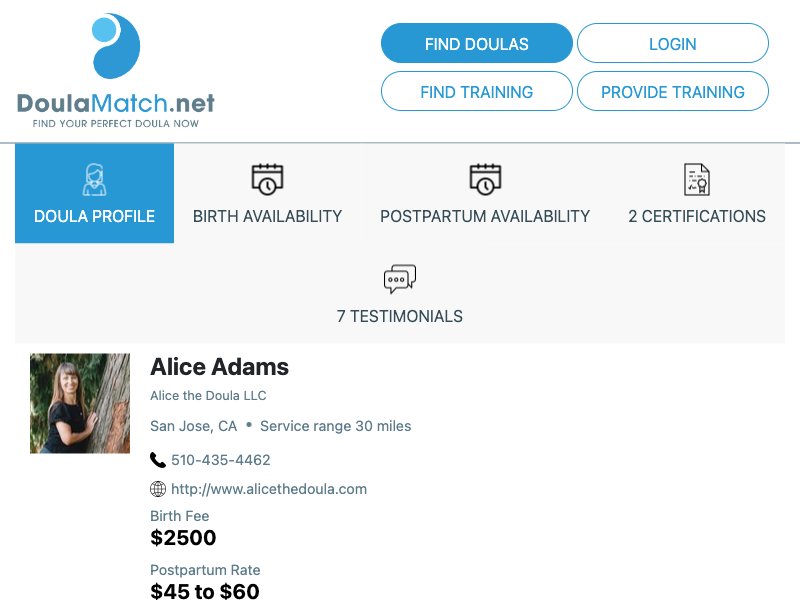 DoulaMatch.net
FIND YOUR PERFECT DOULA NOW
FIND DOULAS
LOGIN
FIND TRAINING
PROVIDE TRAINING
DOULA PROFILE
BIRTH AVAILABILITY
POSTPARTUM AVAILABILITY
2 CERTIFICATIONS
7 TESTIMONIALS
Alice Adams
Alice the Doula LLC
San Jose, CA • Service range 30 miles
510-435-4462
http://www.alicethedoula.com
Birth Fee
$2500
Postpartum Rate
$45 to $60